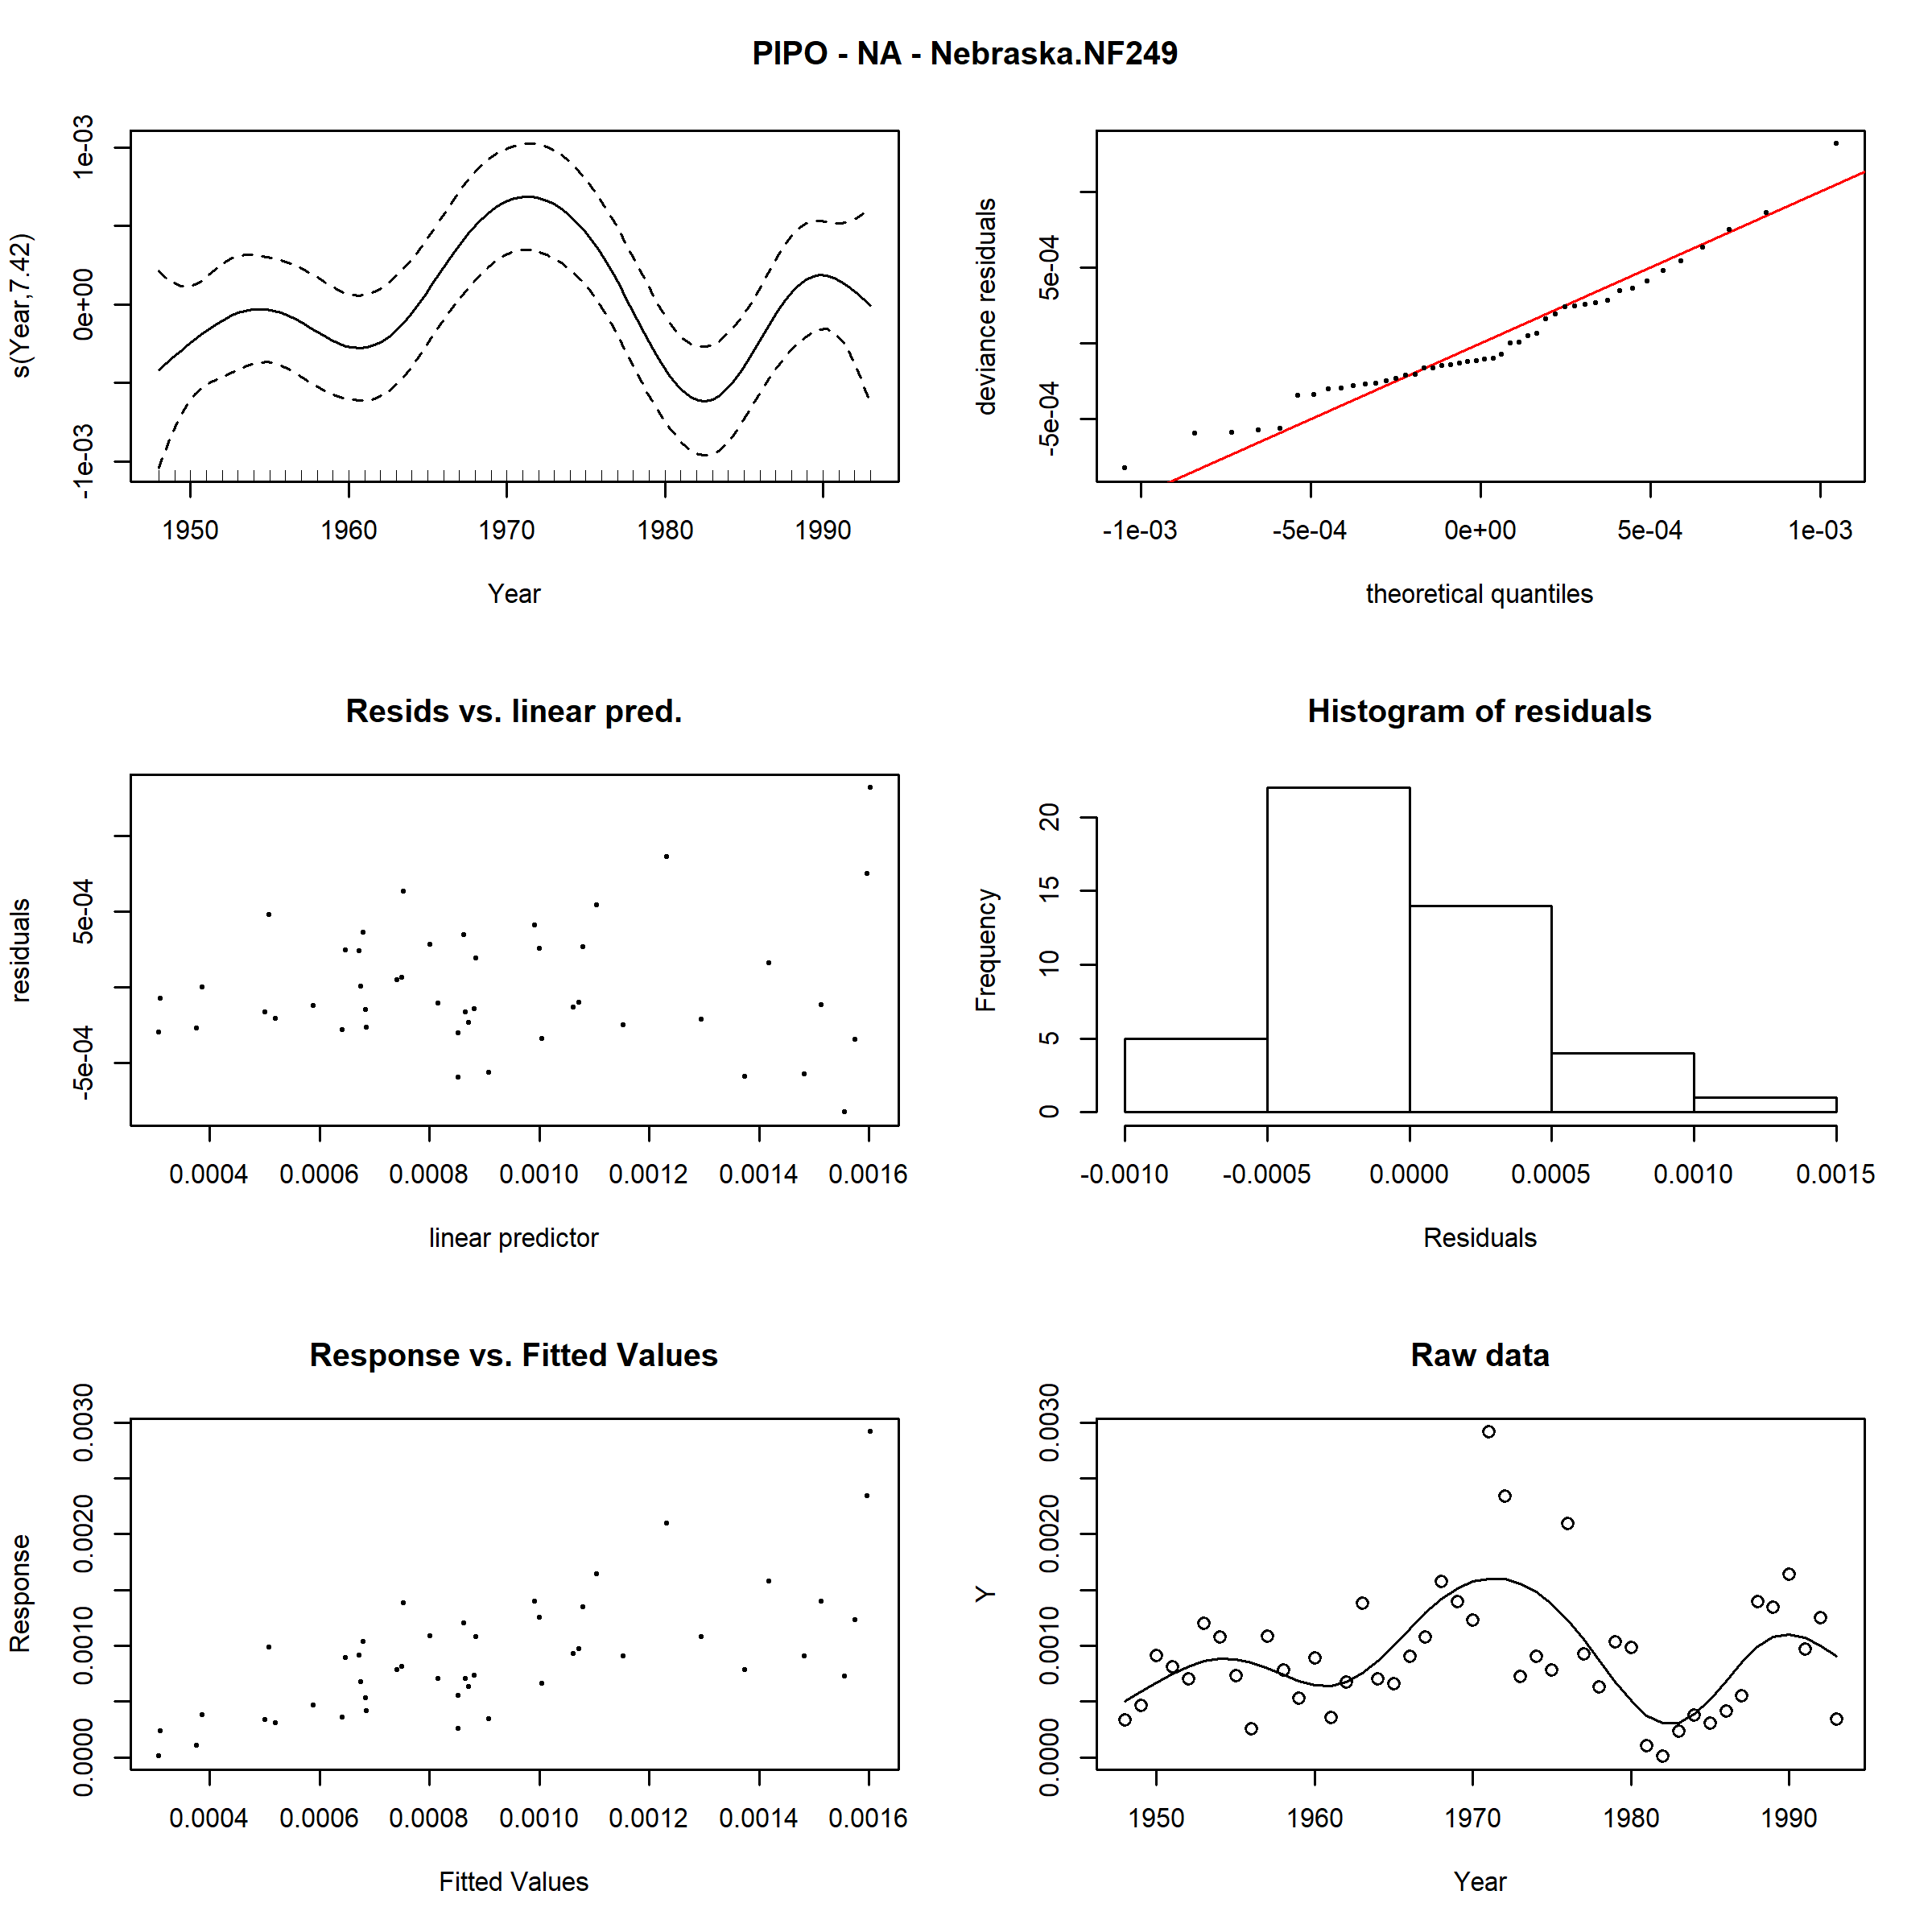 PIPO - NA - Nebraska.NF249
s(Year,7.42)
-1e-03 0e+00 1e-03
1950 1960 1970 1980 1990
Year
deviance residuals
-5e-04 5e-04
-1e-03 -5e-04 0e+00 5e-04 1e-03
theoretical quantiles
Resids vs. linear pred.
residuals
-5e-04 5e-04
0.0004 0.0006 0.0008 0.0010 0.0012 0.0014 0.0016
linear predictor
Histogram of residuals
Frequency
0 5 10 15 20
-0.0010 -0.0005 0.0000 0.0005 0.0010 0.0015
Residuals
Response vs. Fitted Values
Response
0.0000 0.0010 0.0020 0.0030
0.0004 0.0006 0.0008 0.0010 0.0012 0.0014 0.0016
Fitted Values
Raw data
Y
0.0000 0.0010 0.0020 0.0030
1950 1960 1970 1980 1990
Year